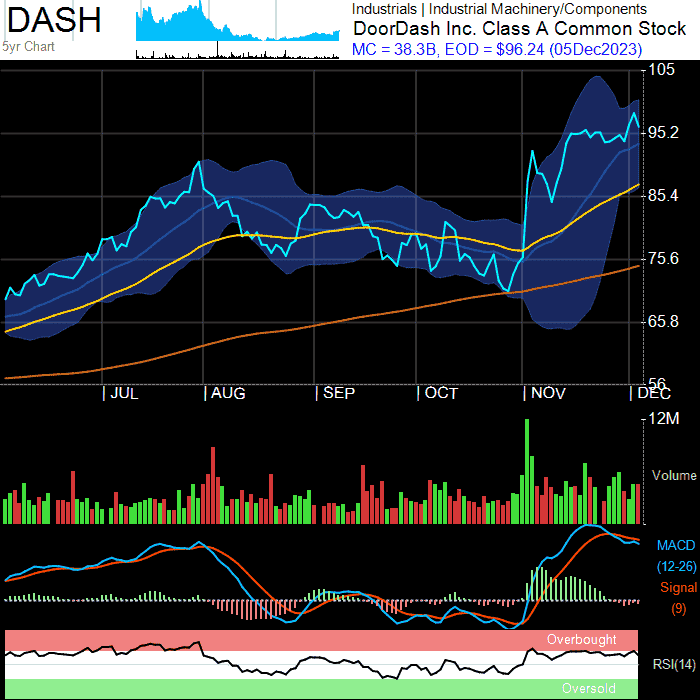 DASH
5yr Chart
Industrials | Industrial Machinery/Components
DoorDash Inc. Class A Common Stock
MC = 38.3B, EOD = $96.24 (05Dec2023)
105
95.2
85.4
75.6
65.8
56
| JUL
| AUG
| SEP
| OCT
| NOV
| DEC
12M
Volume
MACD
(12-26)
Signal
(9)
Overbought
RSI(14)
Oversold